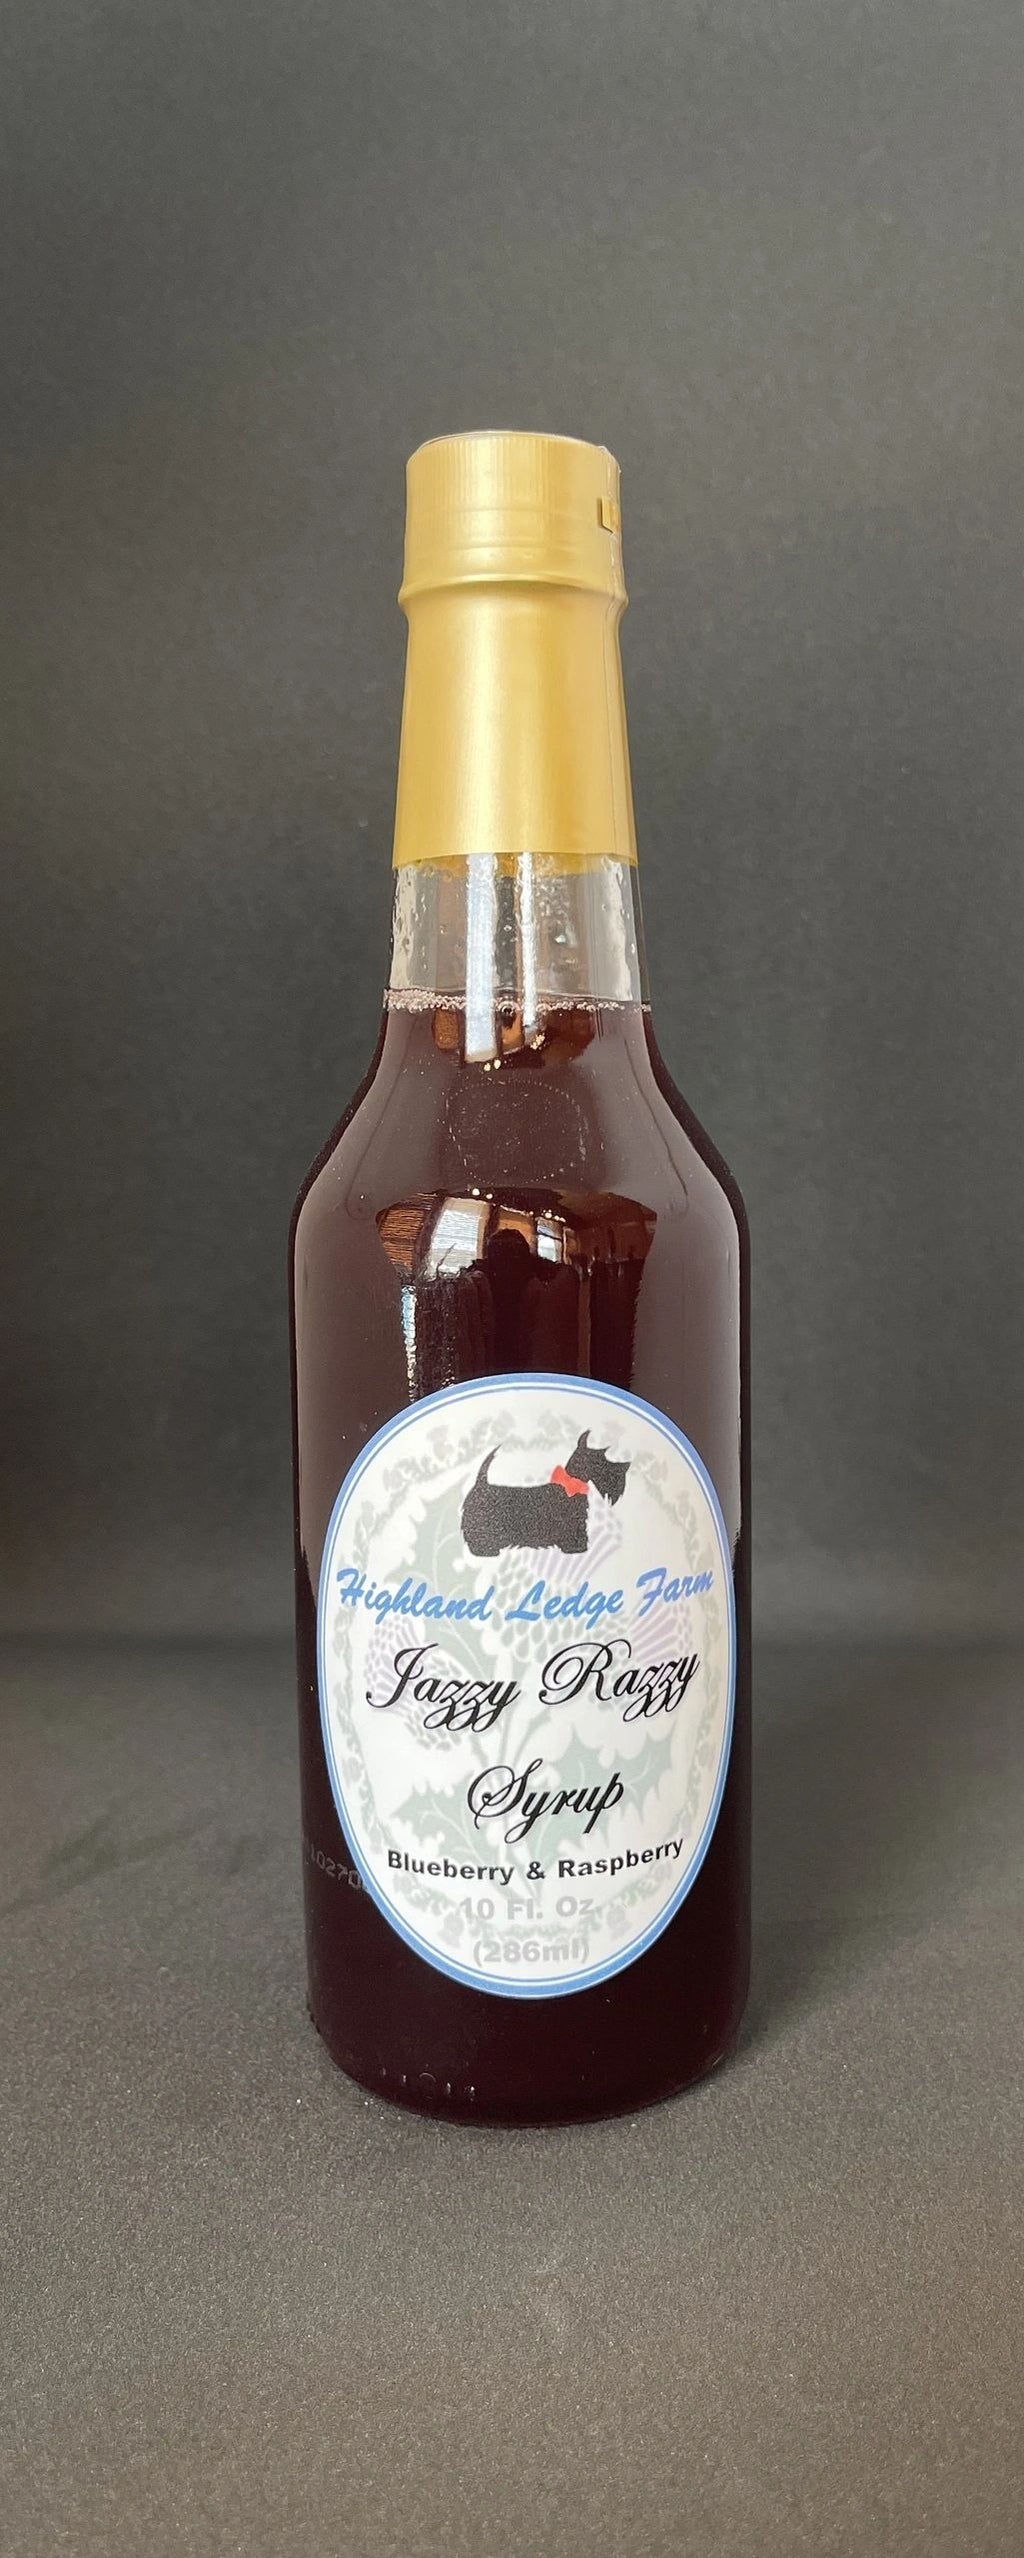 Highland Ledge Farm
Jazzy Razzy
Syrup
Blueberry & Raspberry
10 Fl. Oz
(286ml)